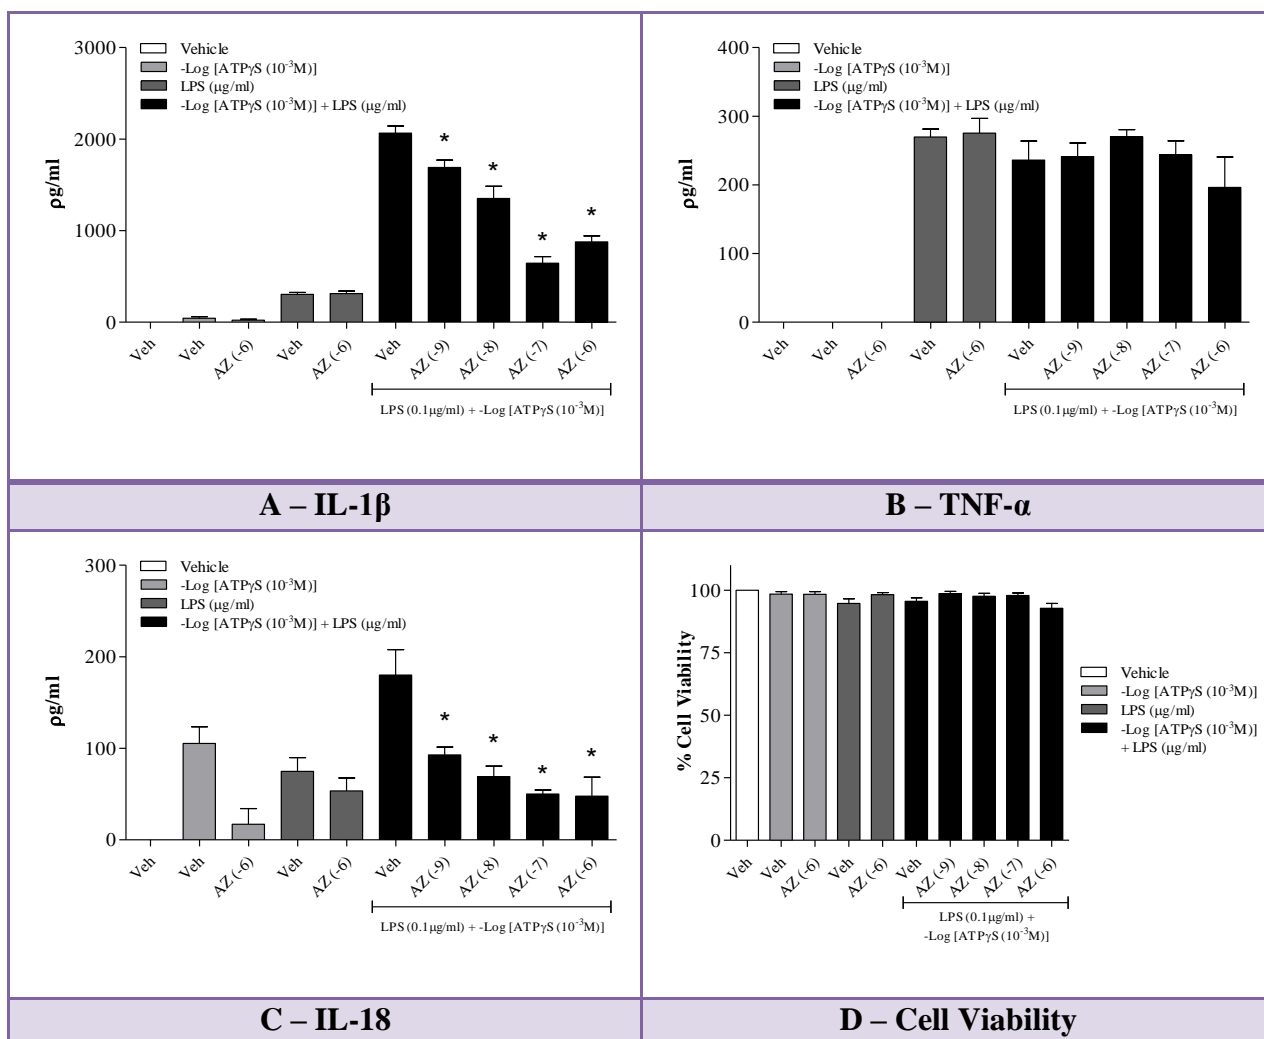 3000
2000
1000
0
ρg/ml
Vehicle
-Log [ATPγS (10⁻³M)]
LPS (μg/ml)
-Log [ATPγS (10⁻³M)] + LPS (μg/ml)
* * * *
Veh Veh AZ (-6) Veh AZ (-6) Veh AZ (-9) AZ (-8) AZ (-7) AZ (-6)
LPS (0.1μg/ml) + -Log [ATPγS (10⁻³M)]
400
300
200
100
0
ρg/ml
Vehicle
-Log [ATPγS (10⁻³M)]
LPS (μg/ml)
-Log [ATPγS (10⁻³M)] + LPS (μg/ml)
Veh Veh AZ (-6) Veh AZ (-6) Veh AZ (-9) AZ (-8) AZ (-7) AZ (-6)
LPS (0.1μg/ml) + -Log [ATPγS (10⁻³M)]
A – IL-1β
B – TNF-α
300
200
100
0
ρg/ml
Vehicle
-Log [ATPγS (10⁻³M)]
LPS (μg/ml)
-Log [ATPγS (10⁻³M)] + LPS (μg/ml)
* * * *
Veh Veh AZ (-6) Veh AZ (-6) Veh AZ (-9) AZ (-8) AZ (-7) AZ (-6)
LPS (0.1μg/ml) + -Log [ATPγS (10⁻³M)]
100
75
50
25
0
% Cell Viability
Vehicle
-Log [ATPγS (10⁻³M)]
LPS (μg/ml)
-Log [ATPγS (10⁻³M)]
+ LPS (μg/ml)
Veh Veh AZ (-6) Veh AZ (-6) Veh AZ (-9) AZ (-8) AZ (-7) AZ (-6)
LPS (0.1μg/ml) +
-Log [ATPγS (10⁻³M)]
C – IL-18
D – Cell Viability